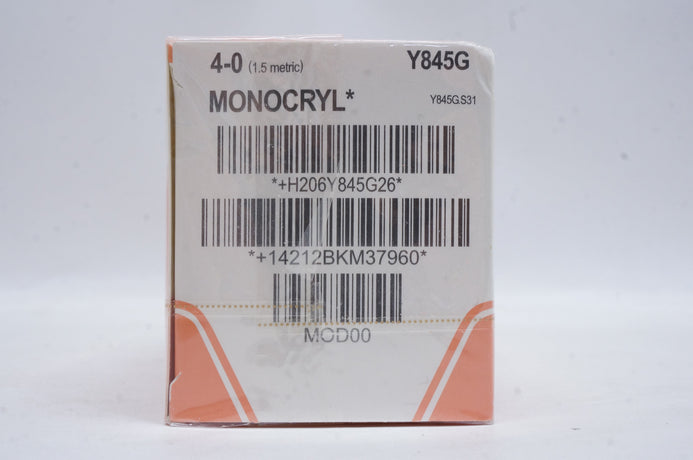 4-0 (1.5 metric) Y845G
MONOCRYL* Y845G.S31
*+H206Y845G26*
*+14212BKM37960*
MOD00